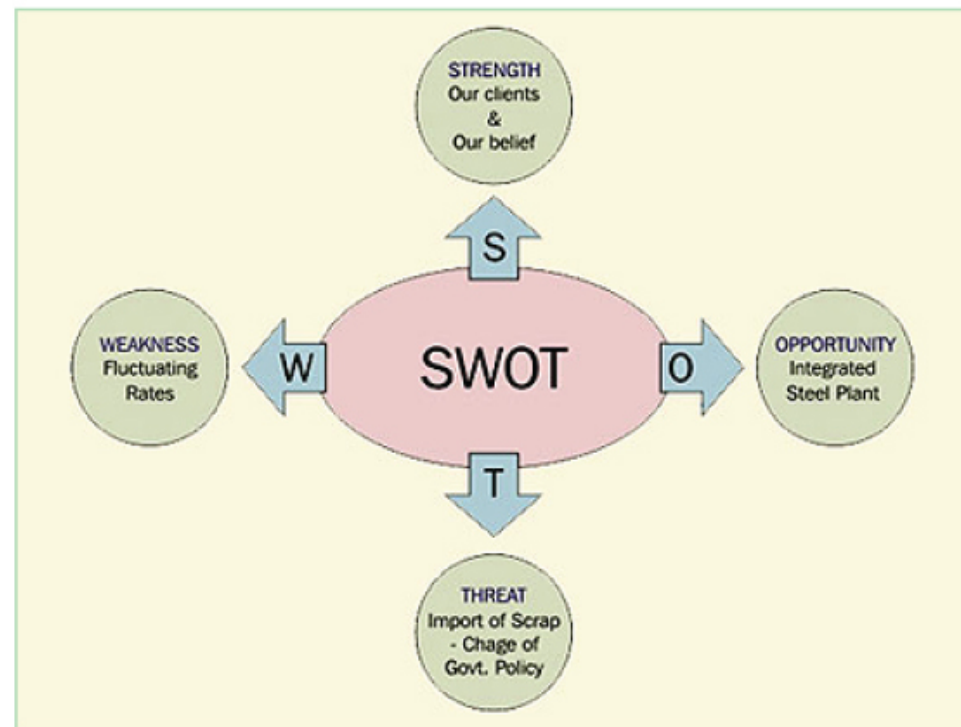 STRENGTH
Our clients
&
Our belief
S
WEAKNESS
Fluctuating
Rates
W
SWOT
O
OPPORTUNITY
Integrated
Steel Plant
T
THREAT
Import of Scrap
- Chage of
Govt. Policy